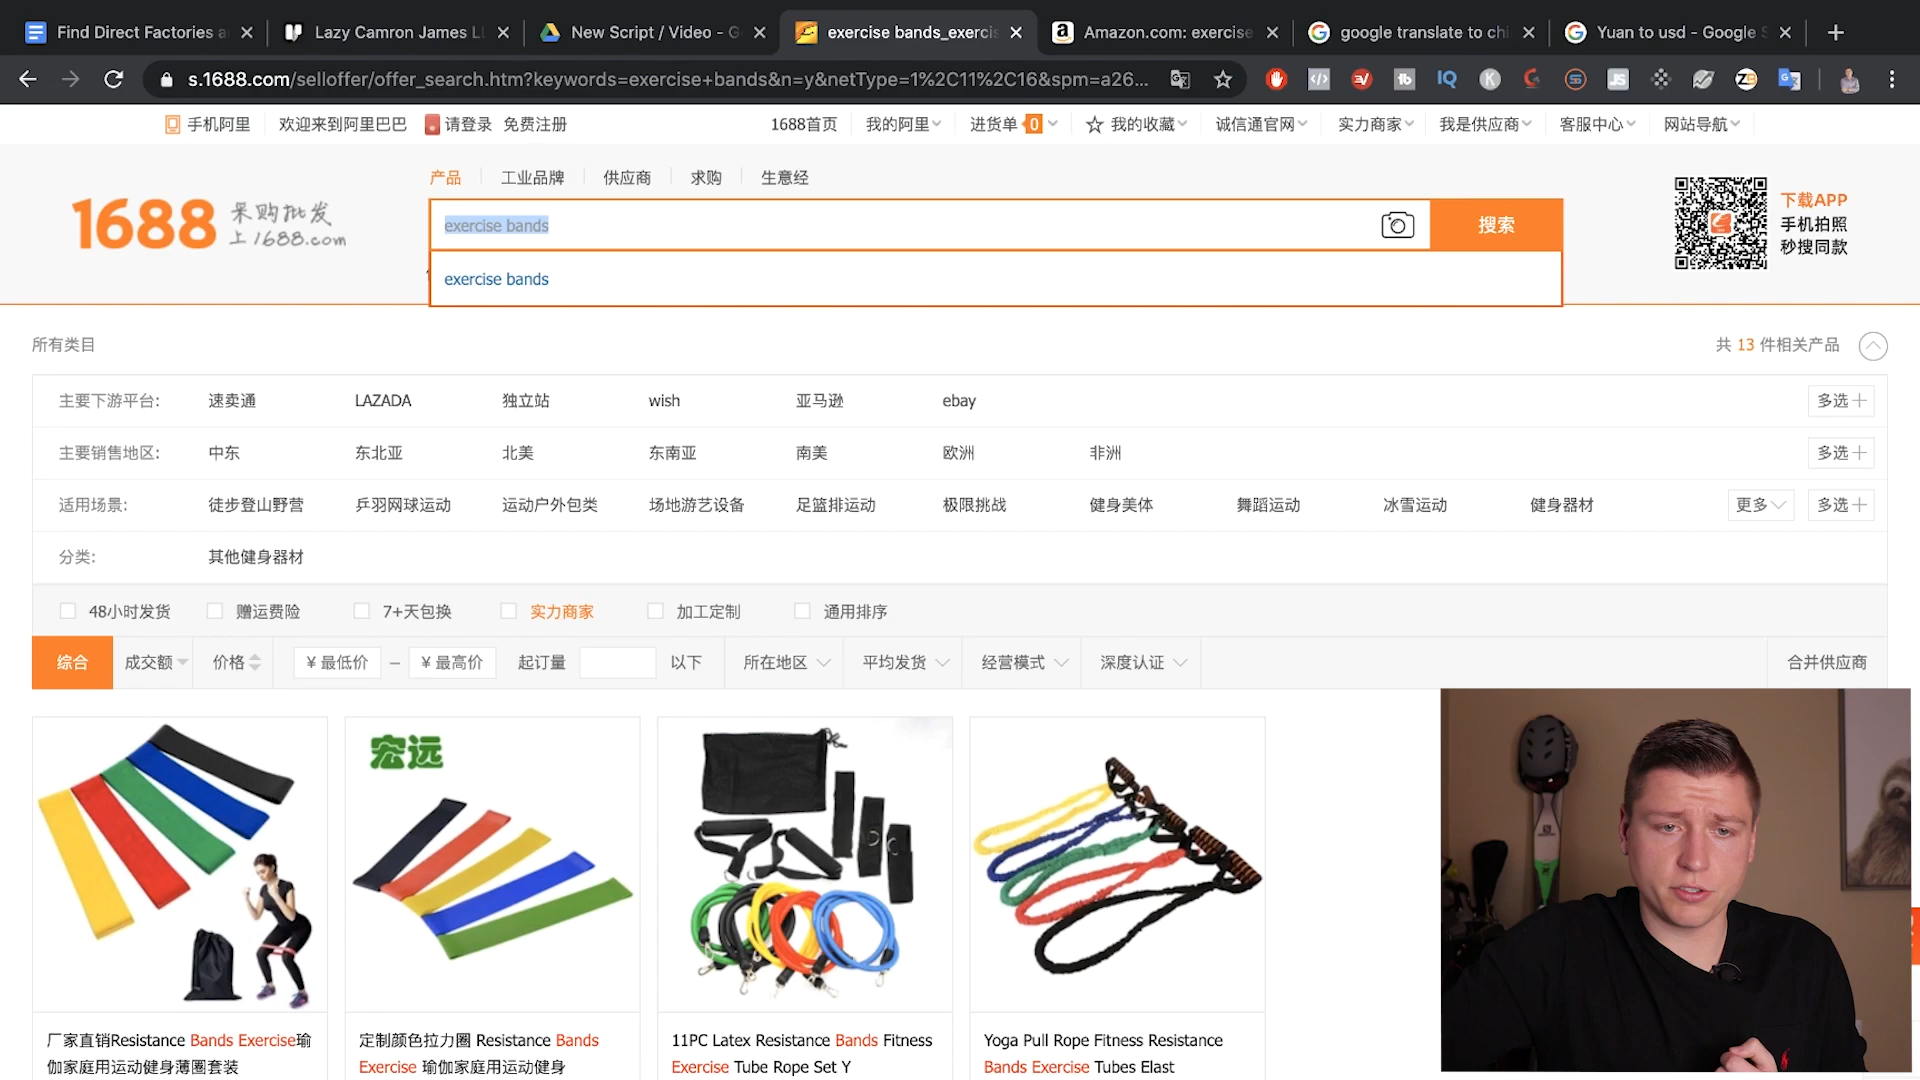 Find Direct Factories a
Lazy Camron James LL
New Script / Video - G
exercise bands_exercis
Amazon.com: exercise
google translate to chi
Yuan to usd - Google S
s.1688.com/selloffer/offer_search.htm?keywords=exercise+bands&n=y&netType=1%2C11%2C16&spm=a26...
手机阿里
欢迎来到阿里巴巴
请登录
免费注册
1688首页
我的阿里
进货单 0
我的收藏
诚信通官网
实力商家
我是供应商
客服中心
网站导航
产品
工业品牌
供应商
求购
生意经
1688
采购批发
上1688.com
exercise bands
搜索
exercise bands
下载APP
手机拍照
秒搜同款
所有类目
共 13 件相关产品
主要下游平台: 速卖通 LAZADA 独立站 wish 亚马逊 ebay 多选
主要销售地区: 中东 东北亚 北美 东南亚 南美 欧洲 非洲 多选
适用场景: 徒步登山野营 乒羽网球运动 运动户外包类 场地游艺设备 足篮排运动 极限挑战 健身美体 舞蹈运动 冰雪运动 健身器材 更多 多选
分类: 其他健身器材
48小时发货 赠运费险 7+天包换 实力商家 加工定制 通用排序
综合 成交额 价格 ¥ 最低价 – ¥ 最高价 起订量 以下 所在地区 平均发货 经营模式 深度认证 合并供应商
宏远
厂家直销Resistance Bands Exercise瑜
伽家庭用运动健身薄圈套装
定制颜色拉力圈 Resistance Bands
Exercise 瑜伽家庭用运动健身
11PC Latex Resistance Bands Fitness
Exercise Tube Rope Set Y
Yoga Pull Rope Fitness Resistance
Bands Exercise Tubes Elast